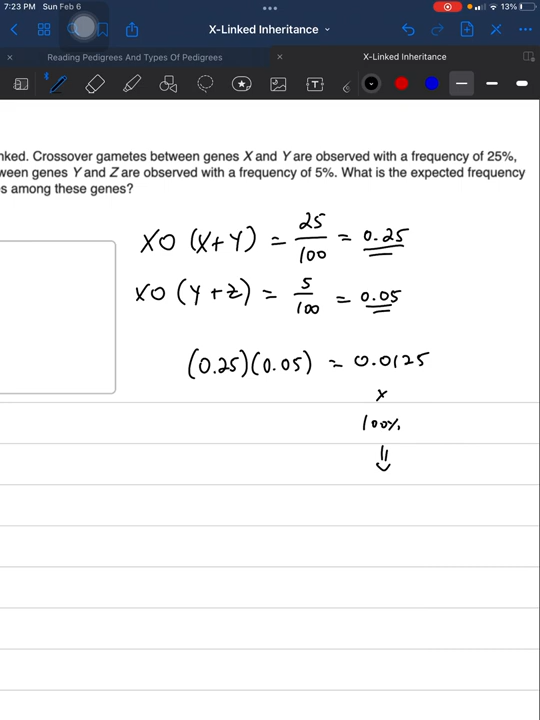 7:23 PM Sun Feb 6
13%
X-Linked Inheritance
Reading Pedigrees And Types Of Pedigrees
X-Linked Inheritance
nked. Crossover gametes between genes X and Y are observed with a frequency of 25%,
ween genes Y and Z are observed with a frequency of 5%. What is the expected frequency
s among these genes?
XO (X+Y) = 25/100 = 0.25
XO (Y+Z) = 5/100 = 0.05
(0.25)(0.05) = 0.0125
x
100%